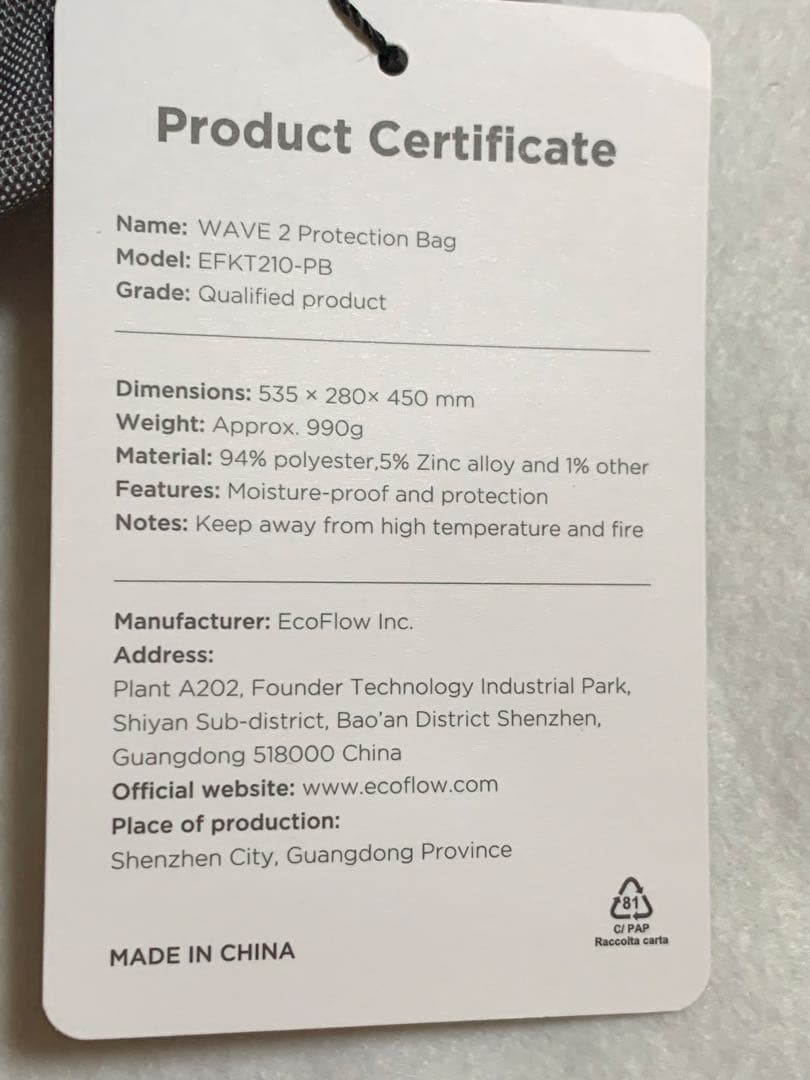 Product Certificate
Name: WAVE 2 Protection Bag
Model: EFKT210-PB
Grade: Qualified product
Dimensions: 535 × 280× 450 mm
Weight: Approx. 990g
Material: 94% polyester,5% Zinc alloy and 1% other
Features: Moisture-proof and protection
Notes: Keep away from high temperature and fire
Manufacturer: EcoFlow Inc.
Address:
Plant A202, Founder Technology Industrial Park,
Shiyan Sub-district, Bao'an District Shenzhen,
Guangdong 518000 China
Official website: www.ecoflow.com
Place of production:
Shenzhen City, Guangdong Province
81
C/ PAP
Raccolta carta
MADE IN CHINA